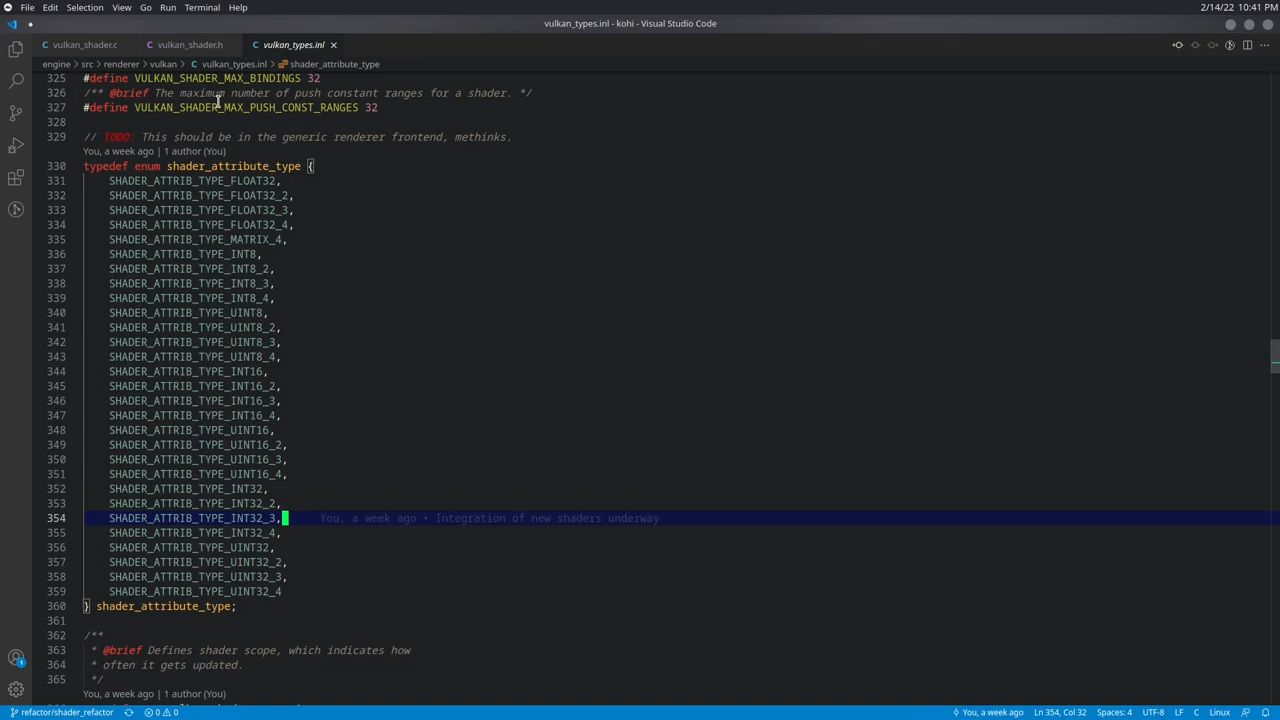 File Edit Selection View Go Run Terminal Help 2/14/22 10:41 PM
vulkan_types.inl - kohi - Visual Studio Code
vulkan_shader.c vulkan_shader.h vulkan_types.inl
engine > src > renderer > vulkan > vulkan_types.inl > shader_attribute_type
325 #define VULKAN_SHADER_MAX_BINDINGS 32
326 /** @brief The maximum number of push constant ranges for a shader. */
327 #define VULKAN_SHADER_MAX_PUSH_CONST_RANGES 32
328
329 // TODO: This should be in the generic renderer frontend, methinks.
You, a week ago | 1 author (You)
330 typedef enum shader_attribute_type {
331 SHADER_ATTRIB_TYPE_FLOAT32,
332 SHADER_ATTRIB_TYPE_FLOAT32_2,
333 SHADER_ATTRIB_TYPE_FLOAT32_3,
334 SHADER_ATTRIB_TYPE_FLOAT32_4,
335 SHADER_ATTRIB_TYPE_MATRIX_4,
336 SHADER_ATTRIB_TYPE_INT8,
337 SHADER_ATTRIB_TYPE_INT8_2,
338 SHADER_ATTRIB_TYPE_INT8_3,
339 SHADER_ATTRIB_TYPE_INT8_4,
340 SHADER_ATTRIB_TYPE_UINT8,
341 SHADER_ATTRIB_TYPE_UINT8_2,
342 SHADER_ATTRIB_TYPE_UINT8_3,
343 SHADER_ATTRIB_TYPE_UINT8_4,
344 SHADER_ATTRIB_TYPE_INT16,
345 SHADER_ATTRIB_TYPE_INT16_2,
346 SHADER_ATTRIB_TYPE_INT16_3,
347 SHADER_ATTRIB_TYPE_INT16_4,
348 SHADER_ATTRIB_TYPE_UINT16,
349 SHADER_ATTRIB_TYPE_UINT16_2,
350 SHADER_ATTRIB_TYPE_UINT16_3,
351 SHADER_ATTRIB_TYPE_UINT16_4,
352 SHADER_ATTRIB_TYPE_INT32,
353 SHADER_ATTRIB_TYPE_INT32_2,
354 SHADER_ATTRIB_TYPE_INT32_3, You, a week ago • Integration of new shaders underway
355 SHADER_ATTRIB_TYPE_INT32_4,
356 SHADER_ATTRIB_TYPE_UINT32,
357 SHADER_ATTRIB_TYPE_UINT32_2,
358 SHADER_ATTRIB_TYPE_UINT32_3,
359 SHADER_ATTRIB_TYPE_UINT32_4
360 } shader_attribute_type;
361
362 /**
363 * @brief Defines shader scope, which indicates how
364 * often it gets updated.
365 */
You, a week ago | 1 author (You)
1
refactor/shader_refactor 0 0 You, a week ago Ln 354, Col 32 Spaces: 4 UTF-8 LF C Linux